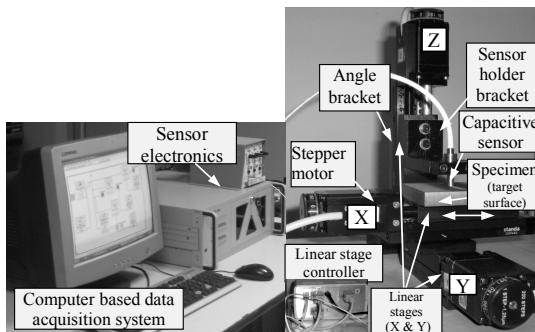 Z
Sensor
holder
bracket
Angle
bracket
Capacitive
sensor
Sensor
electronics
Stepper
motor
Specimen
(target
surface)
X
standa
Linear stage
controller
Y
Linear
stages
(X & Y)
Computer based data
acquisition system